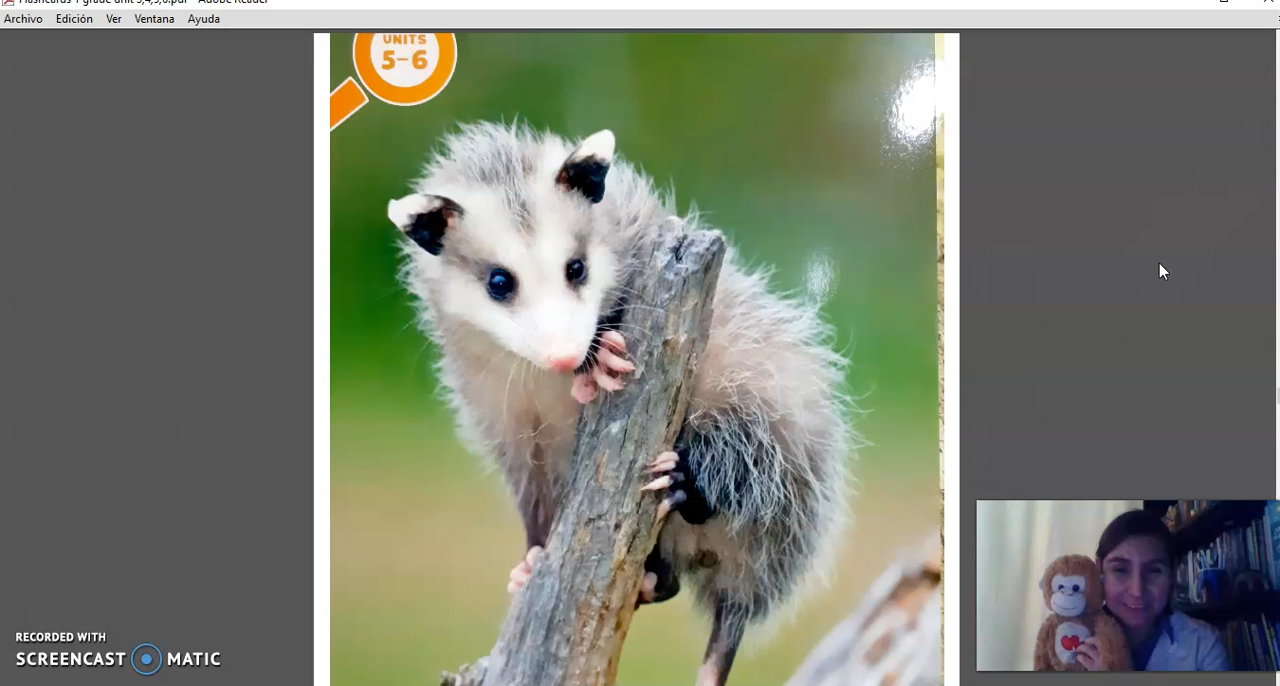 Archivo Edición Ver Ventana Ayuda
UNITS
5–6
RECORDED WITH
SCREENCAST MATIC